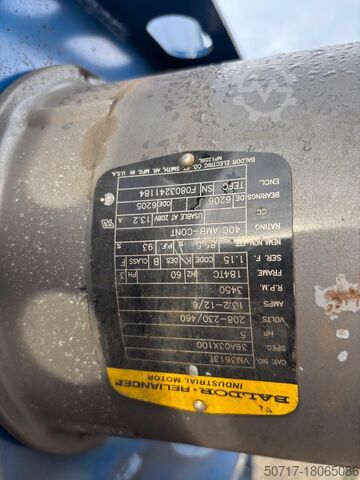 BALDOR · RELIANCE
INDUSTRIAL MOTOR
CAT. NO. VM3613T
SPEC. 36A03X100
HP 5
VOLTS 208-230/460
AMPS 13.2-12/6
R.P.M. 3450
FRAME 184TC HZ 60 PH 3
SER. F. 1.15 CODE K DES B CLASS F
NEMA. NOM. EFF. 85.5 % PF 93 %
RATING 40C AMB-CONT
CC USABLE AT 208V 13.2 A
BEARINGS DE 6206 ODE 6205
ENCL. TEFC SN F0803241184
BALDOR ELECTRIC CO. FT. SMITH, AR. MFG. IN U.S.A.
NP1256L
50717-18065086